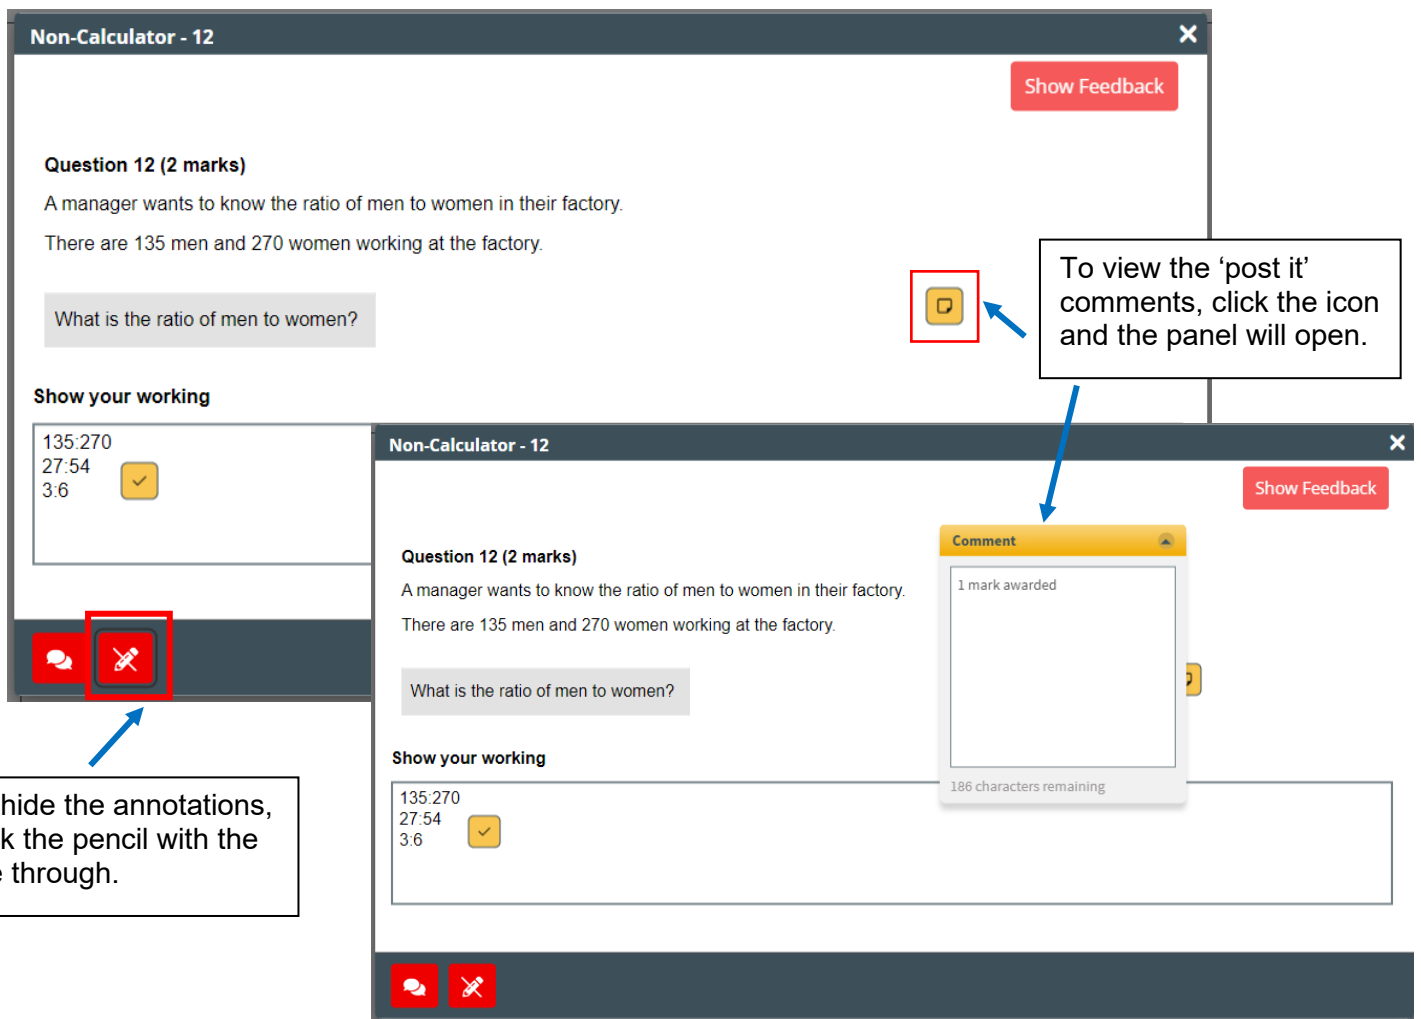 Non-Calculator - 12
Show Feedback
Question 12 (2 marks)
A manager wants to know the ratio of men to women in their factory.
There are 135 men and 270 women working at the factory.
What is the ratio of men to women?
To view the ‘post it’
comments, click the icon
and the panel will open.
Show your working
135:270
27:54
3:6
hide the annotations,
the pencil with the
through.
Non-Calculator - 12
Show Feedback
Question 12 (2 marks)
A manager wants to know the ratio of men to women in their factory.
There are 135 men and 270 women working at the factory.
What is the ratio of men to women?
Comment
1 mark awarded
186 characters remaining
Show your working
135:270
27:54
3:6